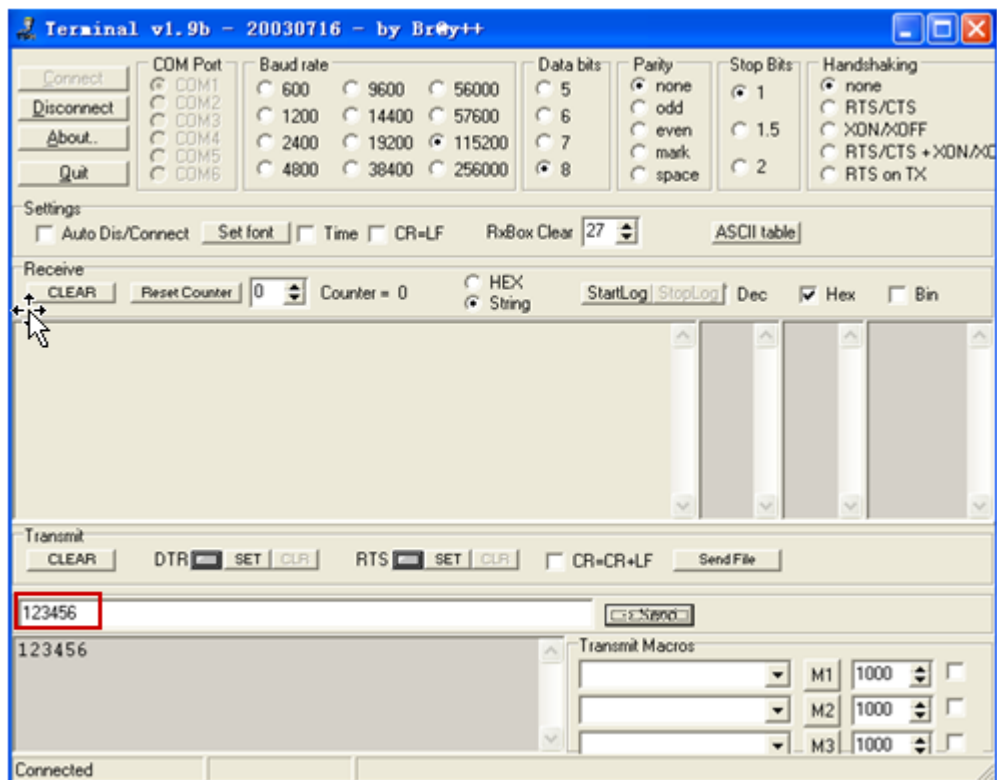 Terminal v1.9b - 20030716 - by Br@y++
Connect
Disconnect
About..
Quit
COM Port
COM1
COM2
COM3
COM4
COM5
COM6
Baud rate
600 9600 56000
1200 14400 57600
2400 19200 115200
4800 38400 256000
Data bits
5
6
7
8
Parity
none
odd
even
mark
space
Stop Bits
1
1.5
2
Handshaking
none
RTS/CTS
XON/XOFF
RTS/CTS + XON/XO
RTS on TX
Settings
Auto Dis/Connect Set font Time CR=LF RxBox Clear 27 ASCII table
Receive
CLEAR Reset Counter 0 Counter = 0 HEX String StartLog StopLog Dec Hex Bin
Transmit
CLEAR DTR SET CLR RTS SET CLR CR=CR+LF Send File
123456 -> Send
123456
Transmit Macros
M1 1000
M2 1000
M3 1000
Connected